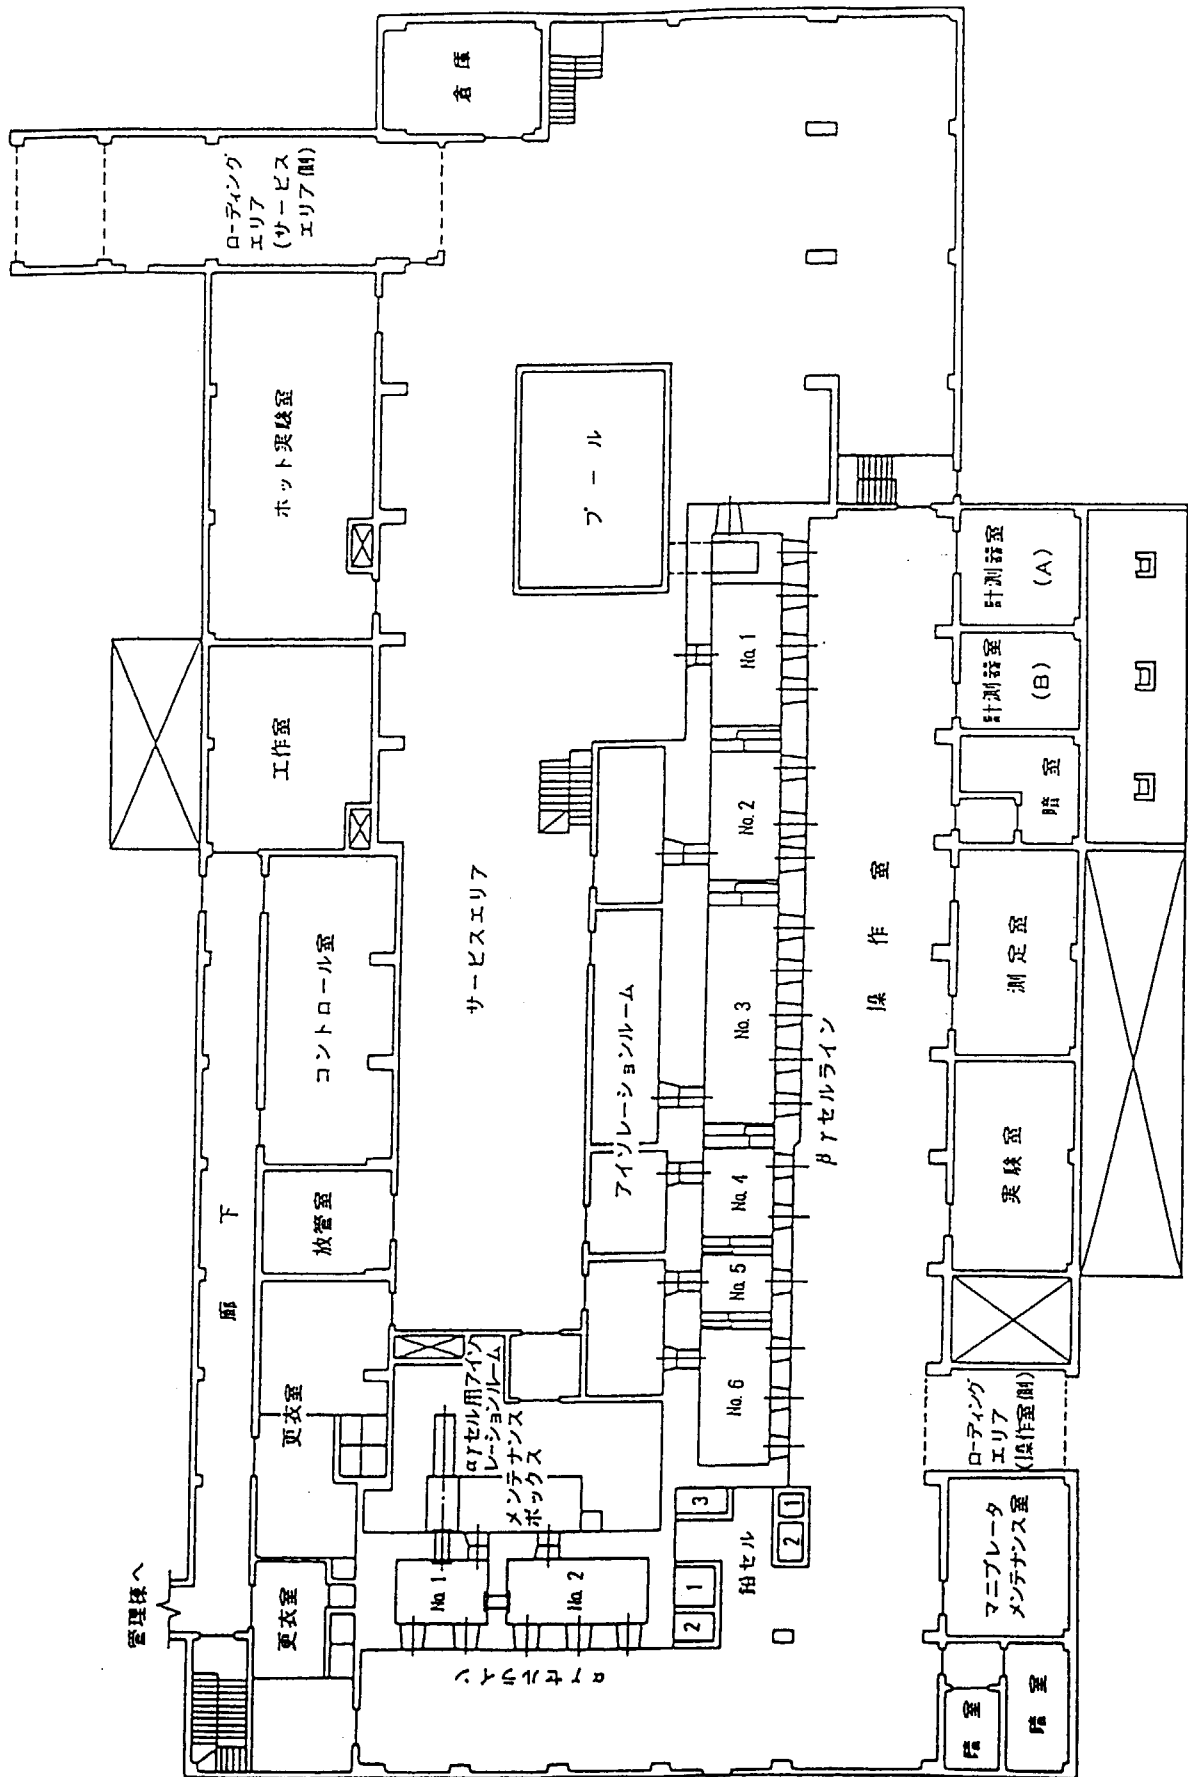 倉庫
ローディング
エリア
(サービス
エリア側)
ホット実験室
プール
工作室
コントロール室
サービスエリア
放管室
廊下
更衣室
更衣室
管理棟へ
アイソレーションルーム
αγセル用アイソ
レーションルーム
メンテナンス
ボックス
No.1
No.2
No.3
No.4
No.5
No.6
βγセルライン
操作室
No.1
No.2
αγセルライン
3
1
2
1
2
鉛セル
計測器室
(A)
計測器室
(B)
暗室
測定室
実験室
ローディング
エリア
(操作室側)
マニプレータ
メンテナンス室
暗室
暗室